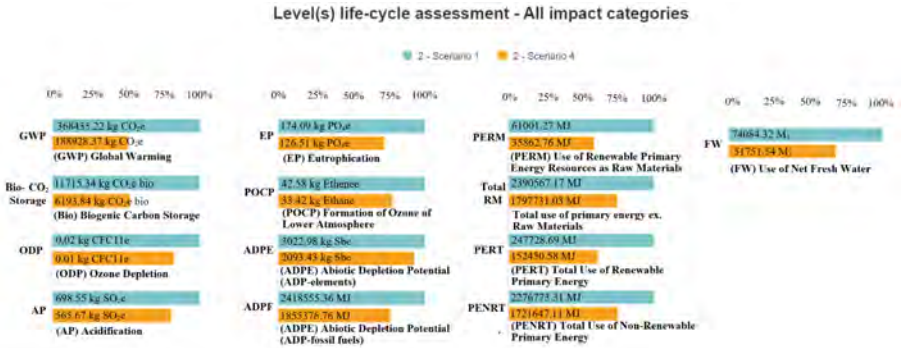 Level(s) life-cycle assessment - All impact categories
2 - Scenario 1
2 - Scenario 4
0% 25% 50% 75% 100%
GWP
368455.22 kg CO₂e
188928.37 kg CO₂e
(GWP) Global Warming
Bio- CO₂
Storage
11715.34 kg CO₂e bio
6193.84 kg CO₂e bio
(Bio) Biogenic Carbon Storage
ODP
0.02 kg CFC11e
0.01 kg CFC11e
(ODP) Ozone Depletion
AP
698.55 kg SO₂e
565.67 kg SO₂e
(AP) Acidification
0% 25% 50% 75% 100%
EP
174.09 kg PO₄e
126.51 kg PO₄e
(EP) Eutrophication
POCP
42.58 kg Ethenee
33.42 kg Ethane
(POCP) Formation of Ozone of
Lower Atmosphere
ADPE
3022.98 kg Sbe
2093.43 kg Sbe
(ADPE) Abiotic Depletion Potential
(ADP-elements)
ADPF
2418555.36 MJ
1855376.76 MJ
(ADPE) Abiotic Depletion Potential
(ADP-fossil fuels)
0% 25% 50% 75% 100%
PERM
61001.27 MJ
35862.76 MJ
(PERM) Use of Renewable Primary
Energy Resources as Raw Materials
Total
RM
2390567.17 MJ
1797731.03 MJ
Total use of primary energy ex.
Raw Materials
PERT
247728.69 MJ
152450.58 MJ
(PERT) Total Use of Renewable
Primary Energy
PENRT
2276773.31 MJ
1721647.11 MJ
(PENRT) Total Use of Non-Renewable
Primary Energy
0% 25% 50% 75% 100%
FW
74084.32 M₃
51751.54 M
(FW) Use of Net Fresh Water